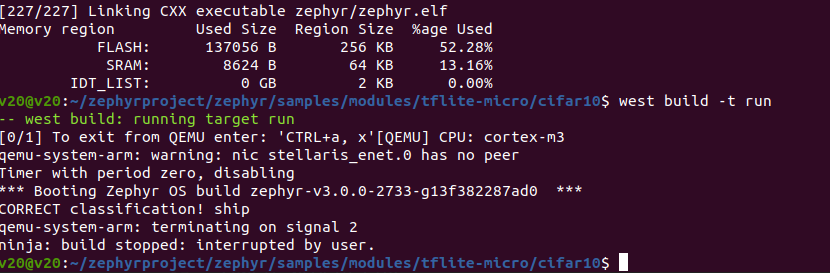 [227/227] Linking CXX executable zephyr/zephyr.elf
Memory region         Used Size  Region Size  %age Used
           FLASH:      137056 B       256 KB     52.28%
            SRAM:        8624 B        64 KB     13.16%
        IDT_LIST:          0 GB         2 KB      0.00%
v20@v20:~/zephyrproject/zephyr/samples/modules/tflite-micro/cifar10$ west build -t run
-- west build: running target run
[0/1] To exit from QEMU enter: 'CTRL+a, x'[QEMU] CPU: cortex-m3
qemu-system-arm: warning: nic stellaris_enet.0 has no peer
Timer with period zero, disabling
*** Booting Zephyr OS build zephyr-v3.0.0-2733-g13f382287ad0  ***
CORRECT classification! ship
qemu-system-arm: terminating on signal 2
ninja: build stopped: interrupted by user.
v20@v20:~/zephyrproject/zephyr/samples/modules/tflite-micro/cifar10$